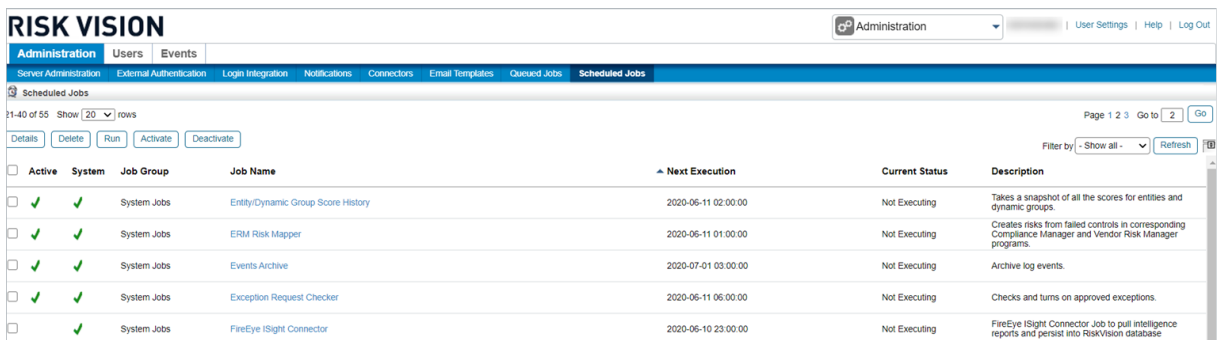 RISK VISION
Administration
User Settings | Help | Log Out
Administration Users Events
Server Administration External Authentication Login Integration Notifications Connectors Email Templates Queued Jobs Scheduled Jobs
Scheduled Jobs
21-40 of 55 Show 20 rows
Page 1 2 3 Go to 2 Go
Details Delete Run Activate Deactivate
Filter by - Show all - Refresh
Active System Job Group Job Name Next Execution Current Status Description
System Jobs Entity/Dynamic Group Score History 2020-06-11 02:00:00 Not Executing Takes a snapshot of all the scores for entities and
dynamic groups.
System Jobs ERM Risk Mapper 2020-06-11 01:00:00 Not Executing Creates risks from failed controls in corresponding
Compliance Manager and Vendor Risk Manager
programs.
System Jobs Events Archive 2020-07-01 03:00:00 Not Executing Archive log events.
System Jobs Exception Request Checker 2020-06-11 06:00:00 Not Executing Checks and turns on approved exceptions.
System Jobs FireEye ISight Connector 2020-06-10 23:00:00 Not Executing FireEye ISight Connector Job to pull intelligence
reports and persist into RiskVision database